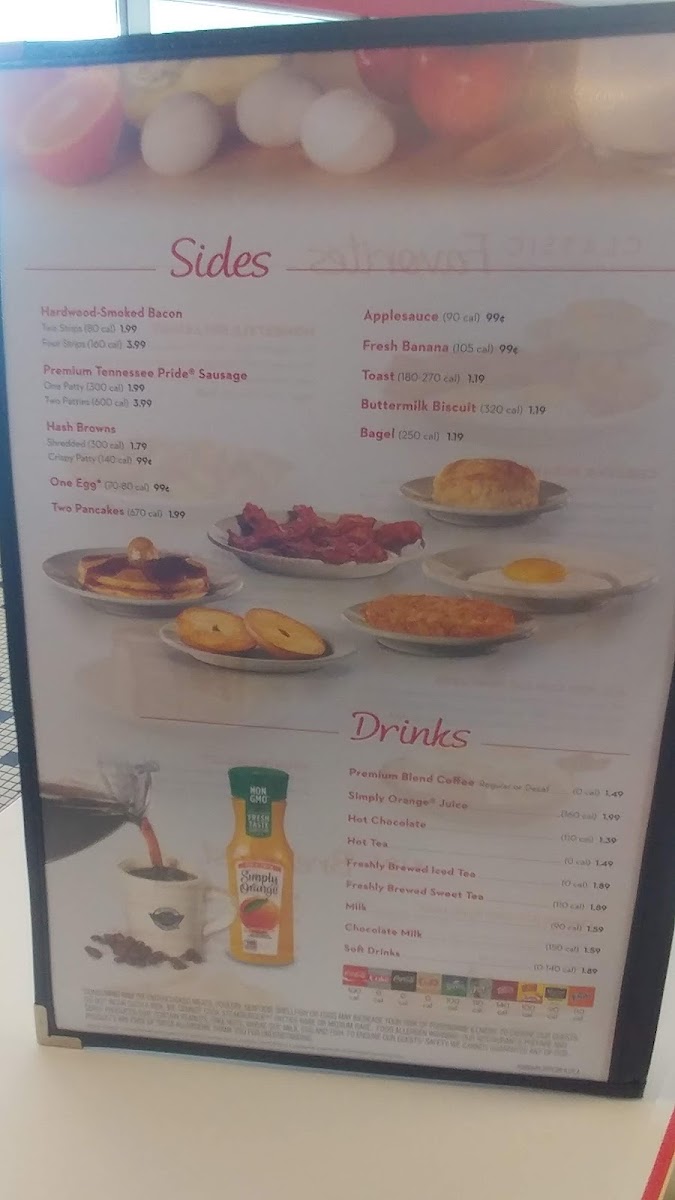 Sides
Hardwood-Smoked Bacon
Two Strips (80 cal) 1.99
Four Strips (160 cal) 3.99
Premium Tennessee Pride® Sausage
One Patty (300 cal) 1.99
Two Patties (600 cal) 3.99
Hash Browns
Shredded (300 cal) 1.79
Crispy Patty (140 cal) 99¢
One Egg* (70-80 cal) 99¢
Two Pancakes (670 cal) 1.99
Applesauce (90 cal) 99¢
Fresh Banana (105 cal) 99¢
Toast (180-270 cal) 1.19
Buttermilk Biscuit (320 cal) 1.19
Bagel (250 cal) 1.19
Drinks
Premium Blend Coffee Regular or Decaf (0 cal) 1.49
Simply Orange® Juice (160 cal) 1.99
Hot Chocolate (110 cal) 1.39
Hot Tea (0 cal) 1.49
Freshly Brewed Iced Tea (0 cal) 1.89
Freshly Brewed Sweet Tea (110 cal) 1.89
Milk (90 cal) 1.59
Chocolate Milk (150 cal) 1.59
Soft Drinks (0-140 cal) 1.89
NON
GMO
FRESH
TASTE
Simply
Orange